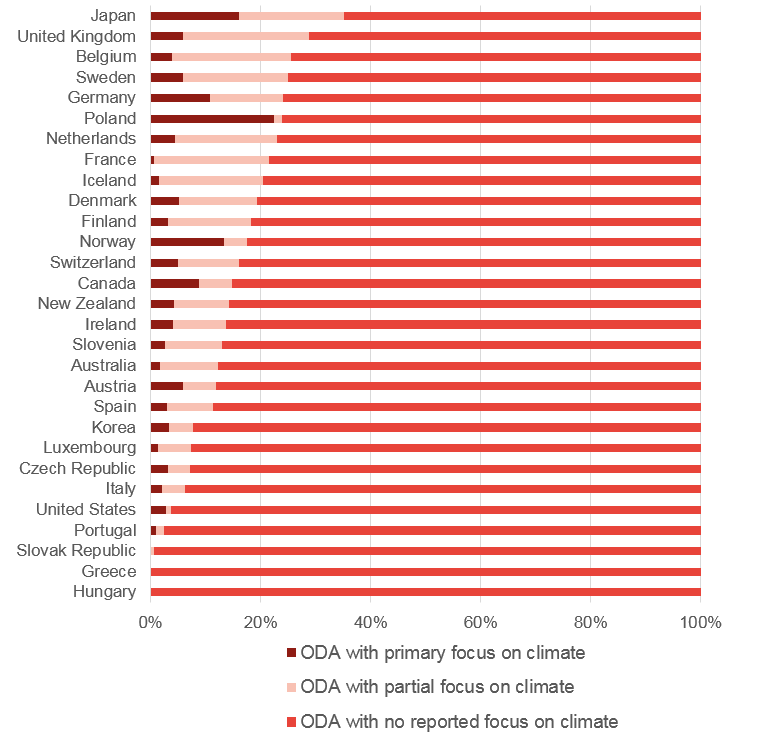 Japan
United Kingdom
Belgium
Sweden
Germany
Poland
Netherlands
France
Iceland
Denmark
Finland
Norway
Switzerland
Canada
New Zealand
Ireland
Slovenia
Australia
Austria
Spain
Korea
Luxembourg
Czech Republic
Italy
United States
Portugal
Slovak Republic
Greece
Hungary
0% 20% 40% 60% 80% 100%
ODA with primary focus on climate
ODA with partial focus on climate
ODA with no reported focus on climate